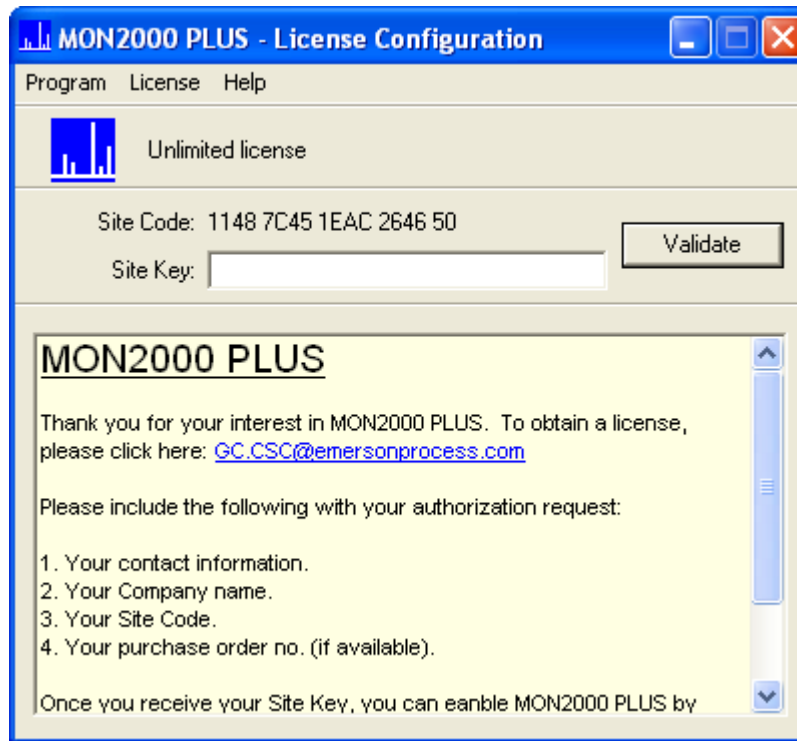 MON2000 PLUS - License Configuration
Program License Help
Unlimited license
Site Code: 1148 7C45 1EAC 2646 50
Validate
Site Key:
MON2000 PLUS
Thank you for your interest in MON2000 PLUS. To obtain a license,
please click here: GC.CSC@emersonprocess.com
Please include the following with your authorization request:
1. Your contact information.
2. Your Company name.
3. Your Site Code.
4. Your purchase order no. (if available).
Once you receive your Site Key, you can eanble MON2000 PLUS by